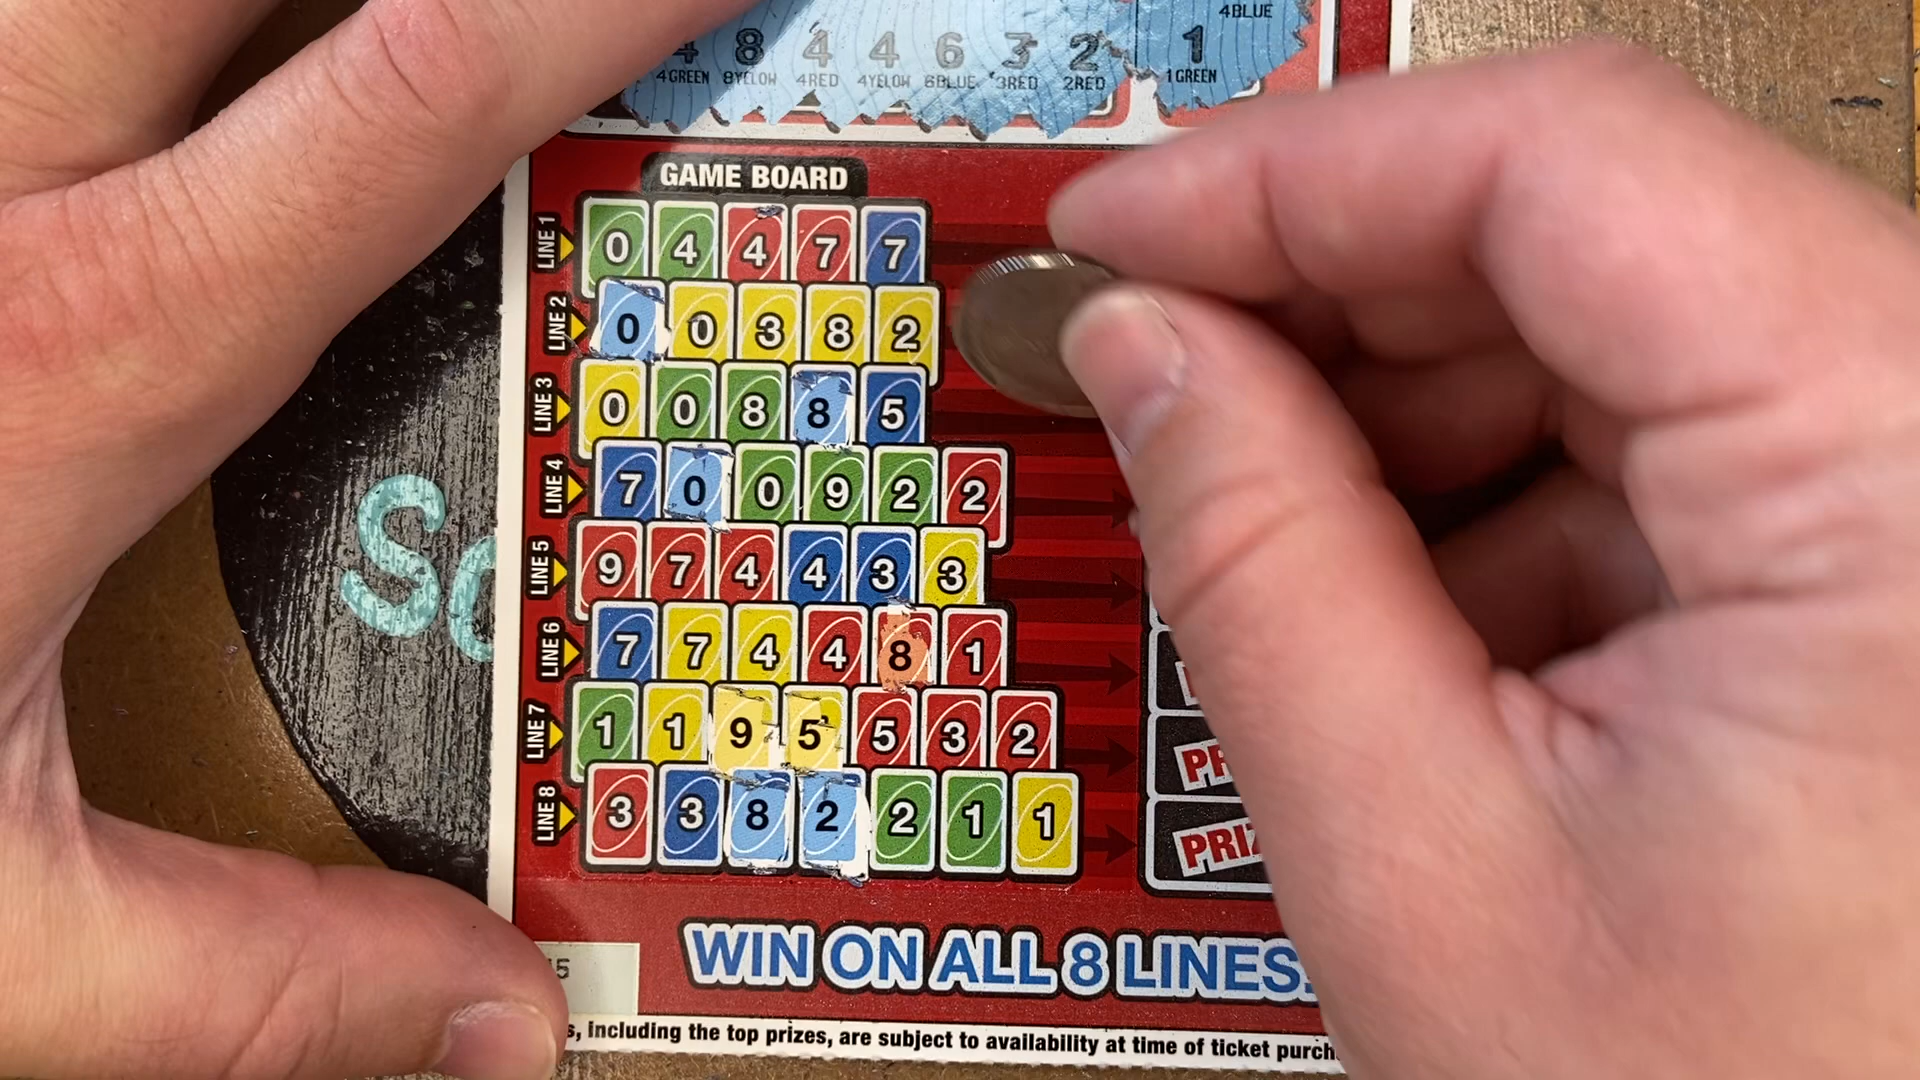 4BLUE
4 8 4 4 6 3 2 1
4GREEN 8YELOW 4RED 4YELOW 6BLUE 3RED 2RED 1GREEN
GAME BOARD
LINE 1 0 4 4 7 7
LINE 2 0 0 3 8 2
LINE 3 0 0 8 8 5
LINE 4 7 0 0 9 2 2
LINE 5 9 7 4 4 3 3
LINE 6 7 7 4 4 8 1
LINE 7 1 1 9 5 5 3 2
LINE 8 3 3 8 2 2 1 1
WIN ON ALL 8 LINES!
including the top prizes, are subject to availability at time of ticket